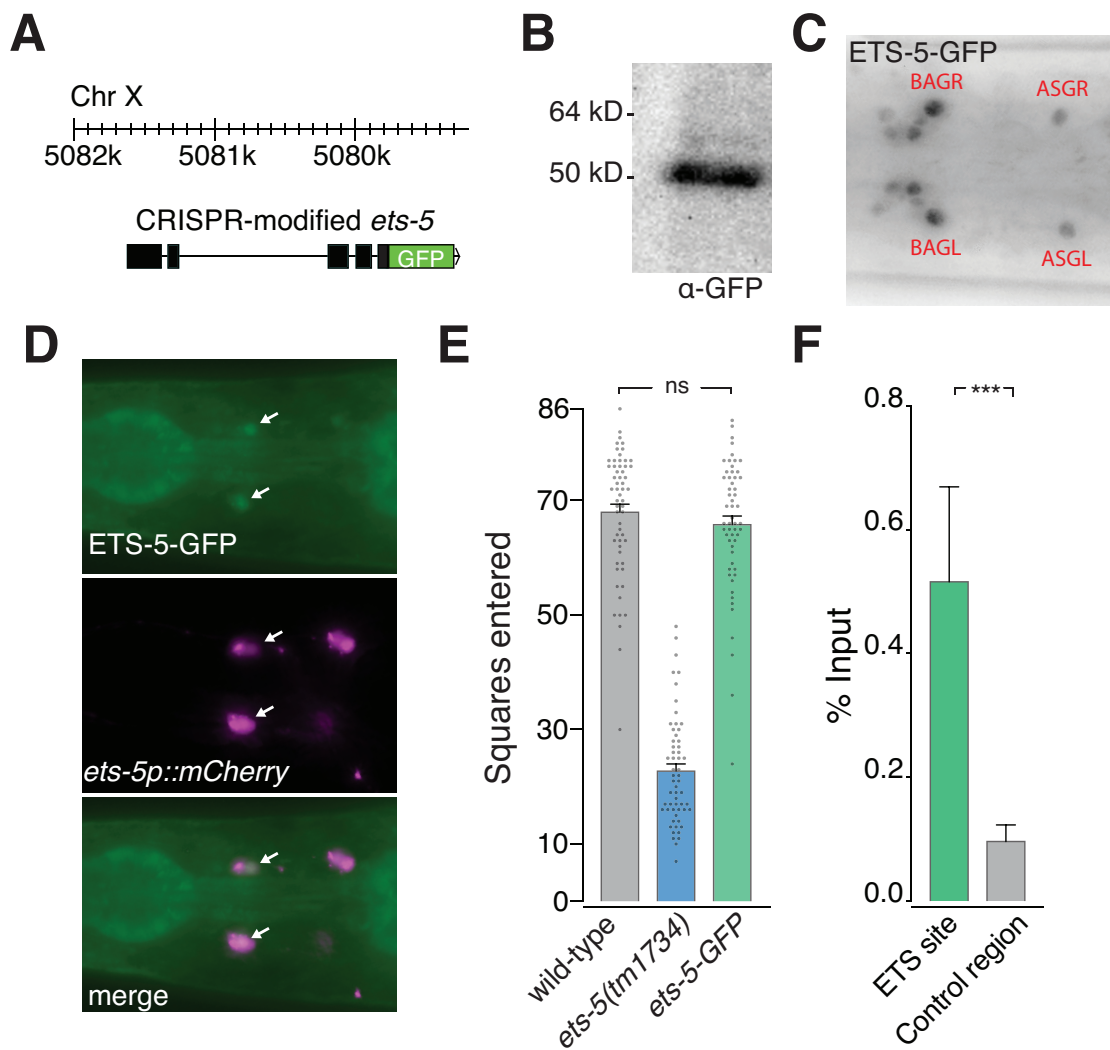 A
Chr X
5082k 5081k 5080k
CRISPR-modified ets-5
GFP
B
64 kD
50 kD
α-GFP
C
ETS-5-GFP
BAGR
ASGR
BAGL
ASGL
D
ETS-5-GFP
ets-5p::mCherry
merge
E
ns
Squares entered
86
70
50
30
10
0
wild-type
ets-5(tm1734)
ets-5-GFP
F
***
% Input
0.8
0.6
0.4
0.2
0.0
ETS site
Control region